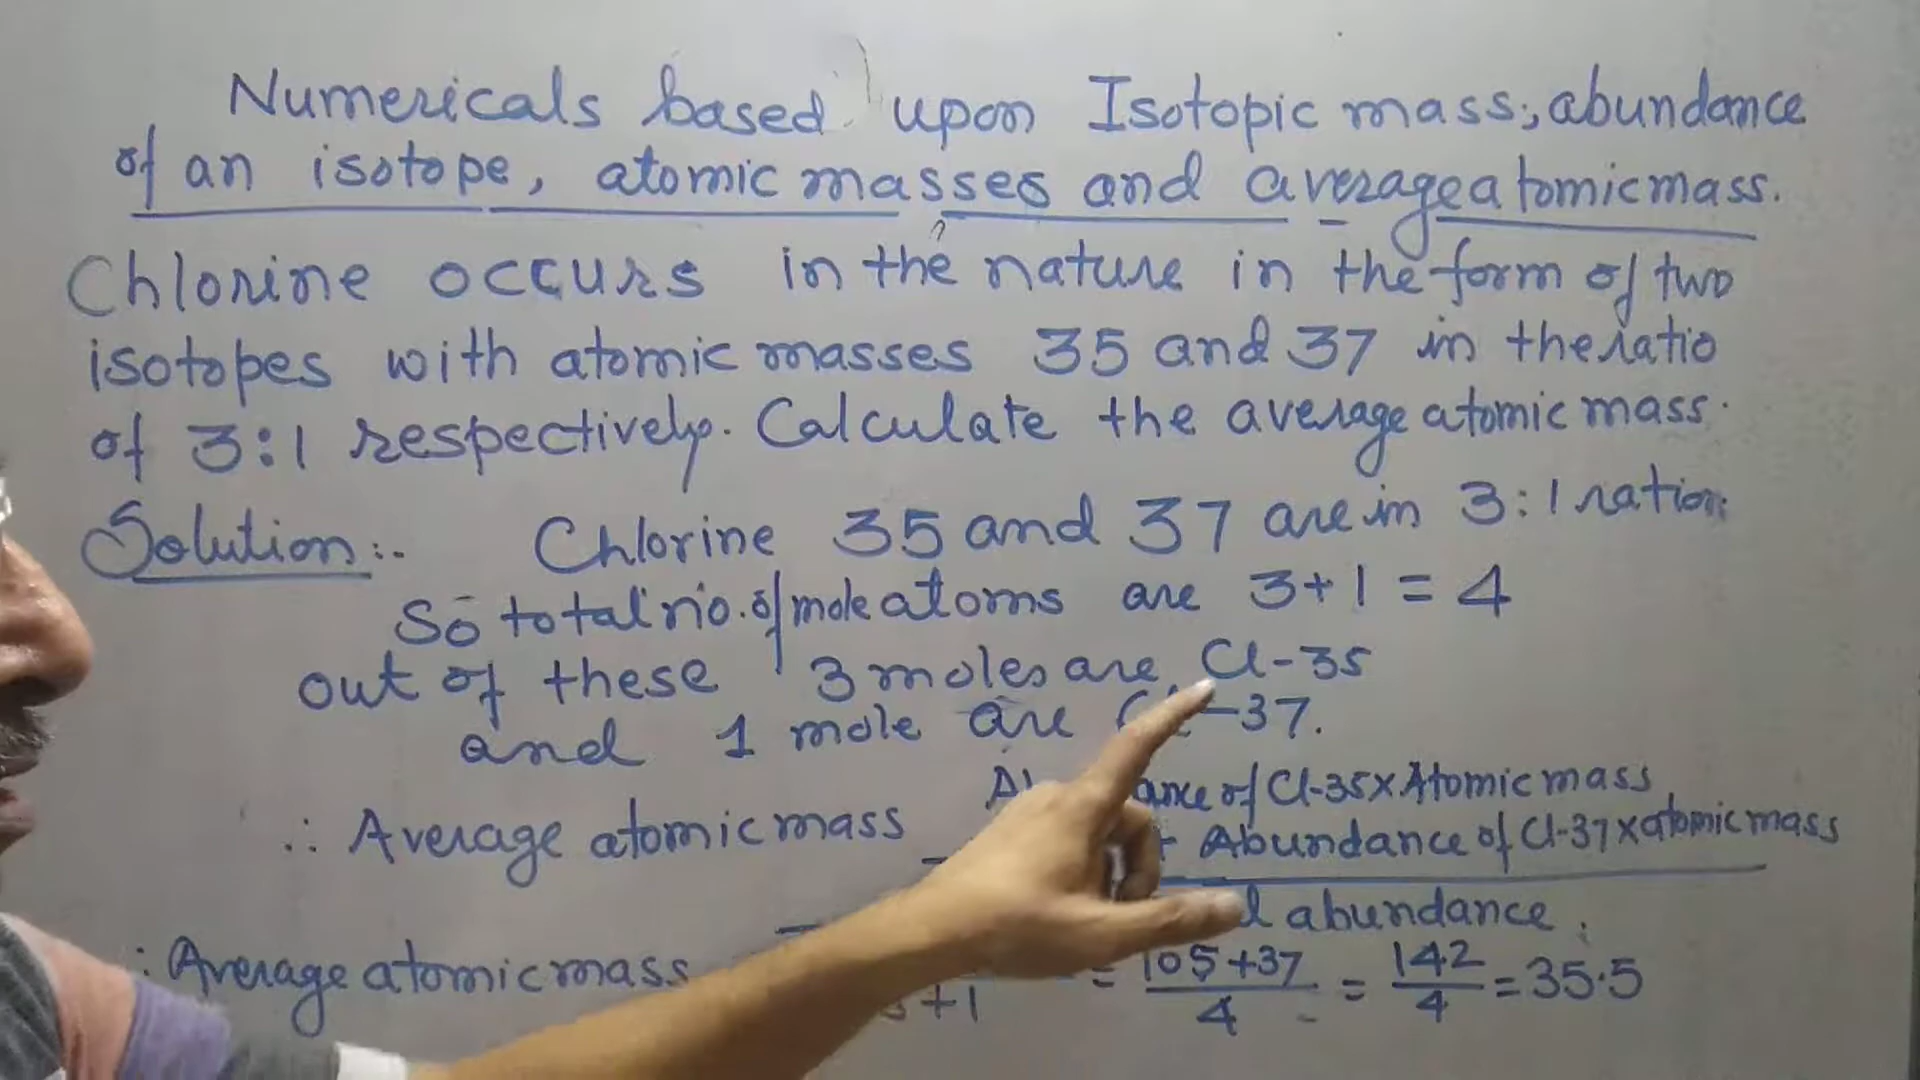 Numericals based upon Isotopic mass, abundance
of an isotope, atomic masses and average atomic mass.
Chlorine occurs in the nature in the form of two
isotopes with atomic masses 35 and 37 in the ratio
of 3:1 respectively. Calculate the average atomic mass.
Solution:- Chlorine 35 and 37 are in 3:1 ration
So total no. of mole atoms are 3+1 = 4
out of these 3 moles are Cl-35
and 1 mole are -37.
of Cl-35 x Atomic mass
∴ Average atomic mass + Abundance of Cl-37 x atomic mass
abundance.
∴ Average atomic mass +1 = 105+37/4 = 142/4 = 35.5